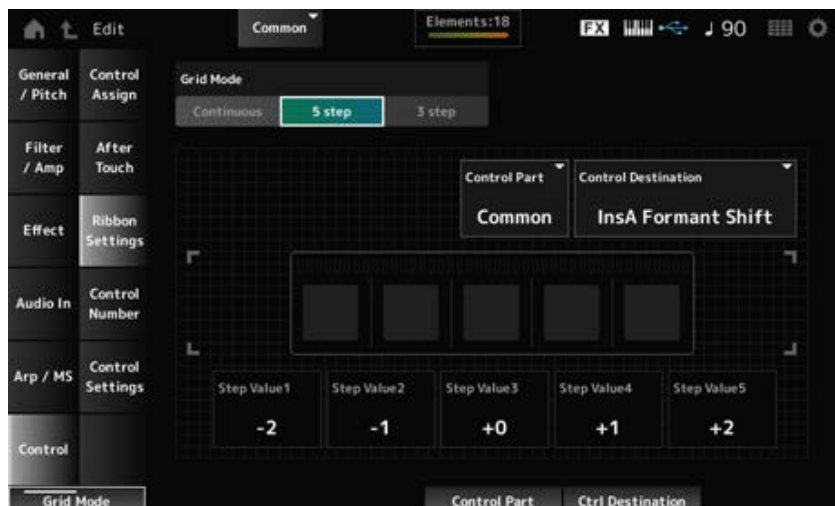 Edit
Common
Elements:18
FX
♩ 90
General / Pitch
Control Assign
Filter / Amp
After Touch
Effect
Ribbon Settings
Audio In
Control Number
Arp / MS
Control Settings
Control
Grid Mode
Continuous
5 step
3 step
Control Part
Common
Control Destination
InsA Formant Shift
Step Value1
Step Value2
Step Value3
Step Value4
Step Value5
-2
-1
+0
+1
+2
Grid Mode
Control Part
Ctrl Destination